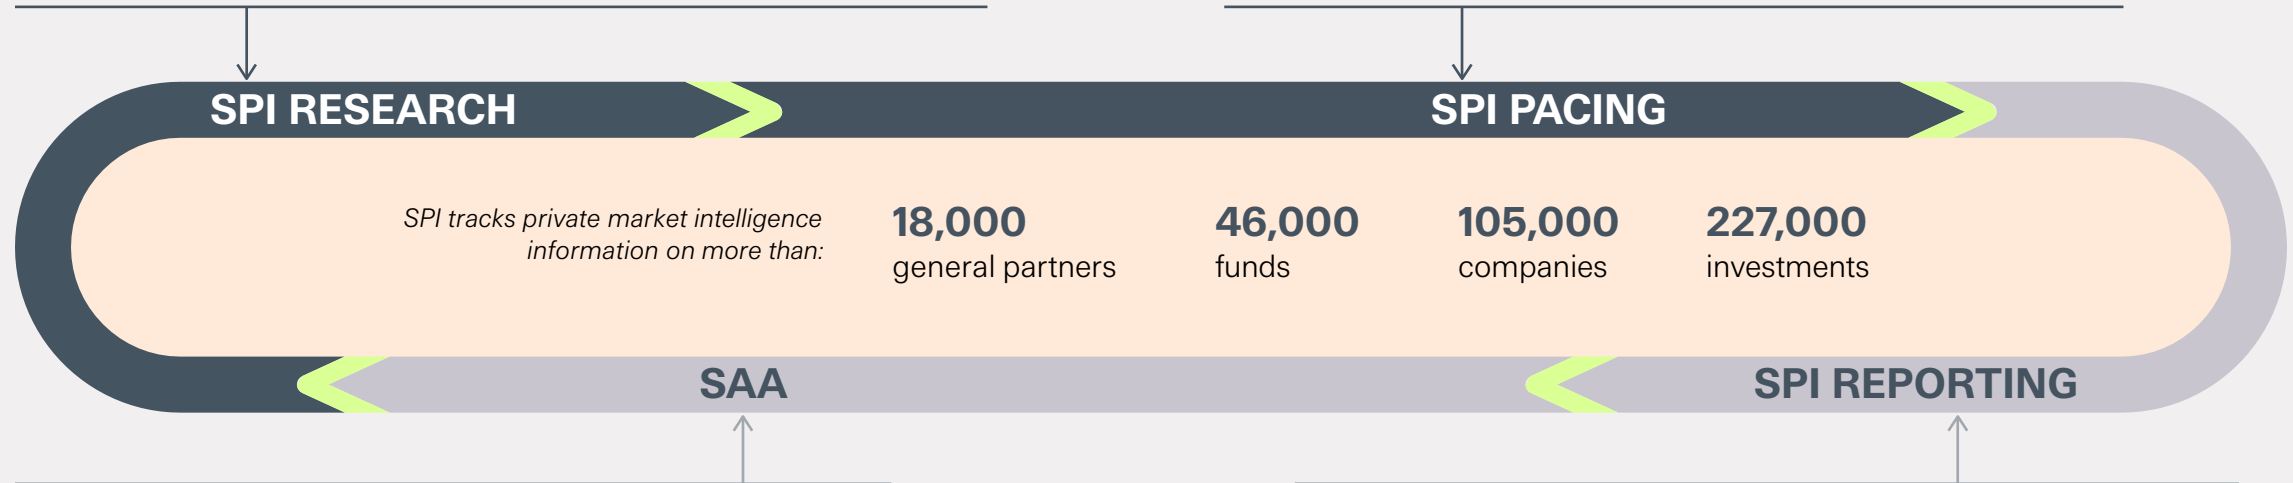 SPI RESEARCH
SPI PACING
SPI tracks private market intelligence
information on more than:
18,000
general partners
46,000
funds
105,000
companies
227,000
investments
SAA
SPI REPORTING